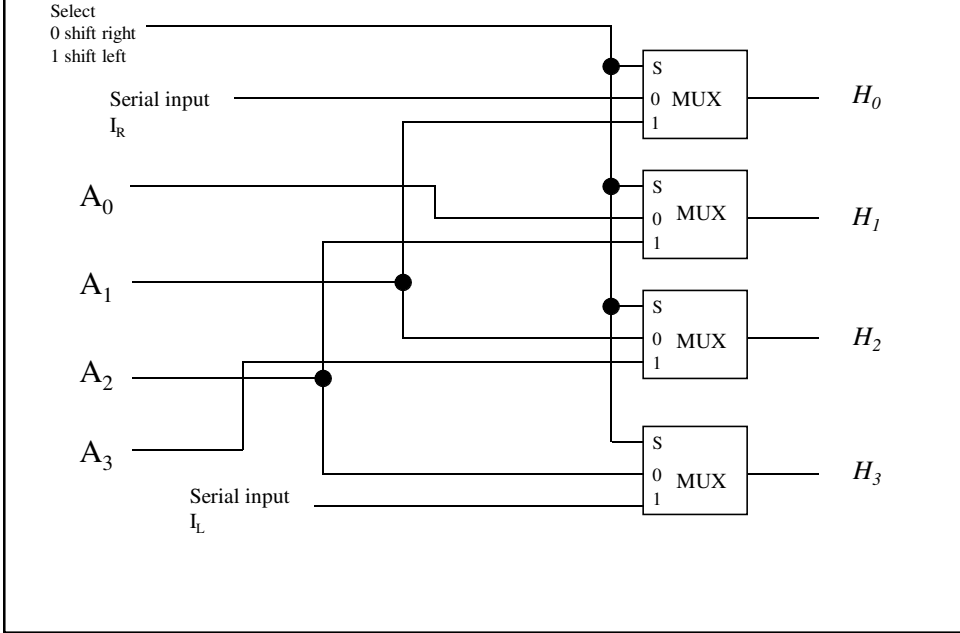 Select
0 shift right
1 shift left
Serial input
I_R
S
0 MUX
1
H_0
A_0
S
0 MUX
1
H_1
A_1
S
0 MUX
1
H_2
A_2
A_3
S
0 MUX
1
H_3
Serial input
I_L